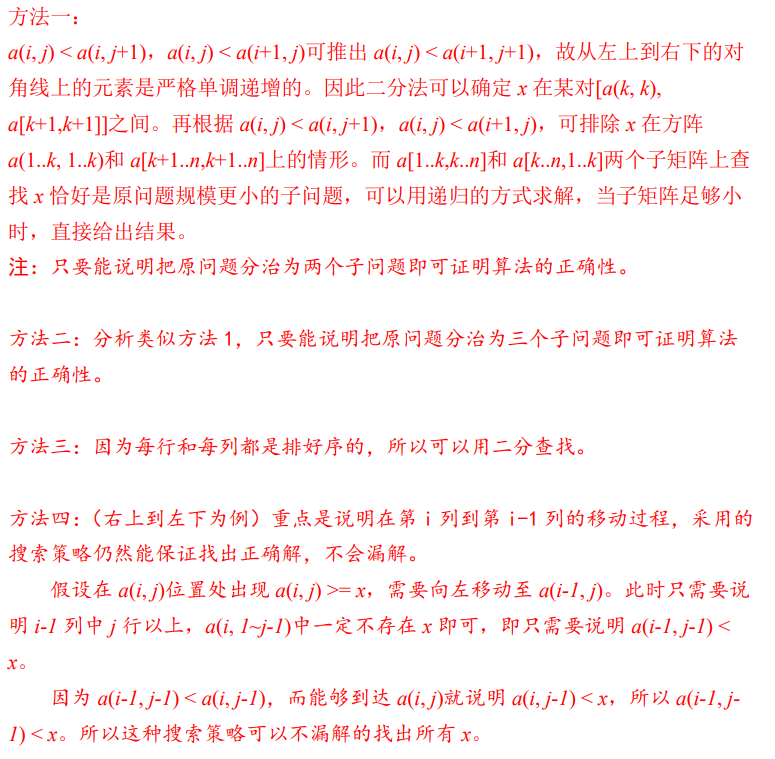 方法一：
a(i, j) < a(i, j+1)，a(i, j) < a(i+1, j)可推出 a(i, j) < a(i+1, j+1)，故从左上到右下的对
角线上的元素是严格单调递增的。因此二分法可以确定 x 在某对[a(k, k),
a[k+1,k+1]]之间。再根据 a(i, j) < a(i, j+1)，a(i, j) < a(i+1, j)，可排除 x 在方阵
a(1..k, 1..k)和 a[k+1..n,k+1..n]上的情形。而 a[1..k,k..n]和 a[k..n,1..k]两个子矩阵上查
找 x 恰好是原问题规模更小的子问题，可以用递归的方式求解，当子矩阵足够小
时，直接给出结果。
注：只要能说明把原问题分治为两个子问题即可证明算法的正确性。
方法二：分析类似方法 1，只要能说明把原问题分治为三个子问题即可证明算法
的正确性。
方法三：因为每行和每列都是排好序的，所以可以用二分查找。
方法四：（右上到左下为例）重点是说明在第 i 列到第 i-1 列的移动过程，采用的
搜索策略仍然能保证找出正确解，不会漏解。
假设在 a(i, j)位置处出现 a(i, j) >= x，需要向左移动至 a(i-1, j)。此时只需要说
明 i-1 列中 j 行以上，a(i, 1~j-1)中一定不存在 x 即可，即只需要说明 a(i-1, j-1) <
x。
因为 a(i-1, j-1) < a(i, j-1)，而能够到达 a(i, j)就说明 a(i, j-1) < x，所以 a(i-1, j-
1) < x。所以这种搜索策略可以不漏解的找出所有 x。